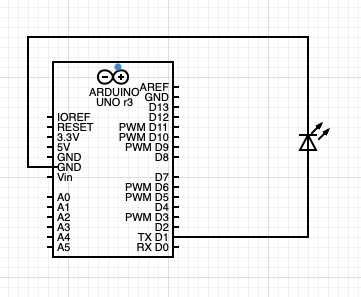 ARDUINO
UNO r3
IOREF
RESET
3.3V
5V
GND
GND
Vin
A0
A1
A2
A3
A4
A5
AREF
GND
D13
D12
PWM D11
PWM D10
PWM D9
D8
D7
PWM D6
PWM D5
D4
PWM D3
D2
TX D1
RX D0